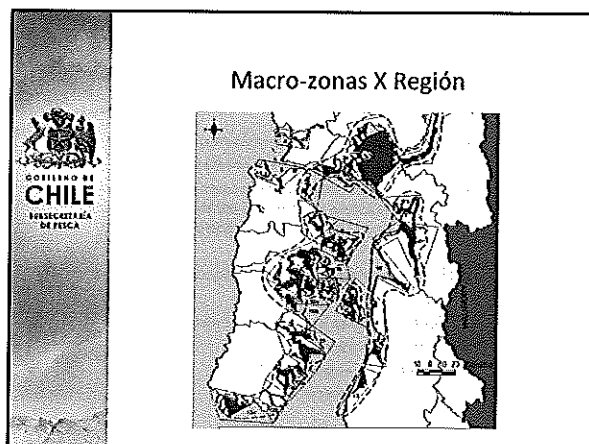 Macro-zonas X Región
GOBIERNO DE
CHILE
SUBSECRETARÍA
DE PESCA